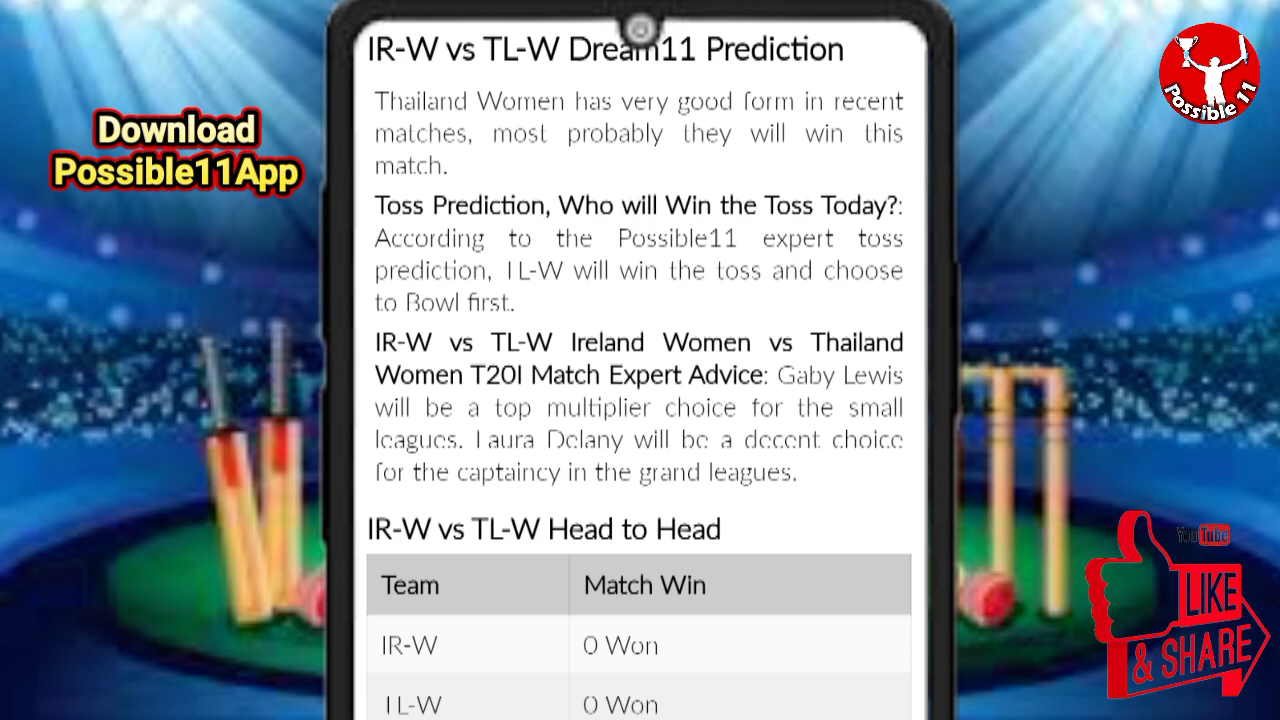 IR-W vs TL-W Dream11 Prediction
Thailand Women has very good form in recent
matches, most probably they will win this
match.
Toss Prediction, Who will Win the Toss Today?:
According to the Possible11 expert toss
prediction, TL-W will win the toss and choose
to Bowl first.
IR-W vs TL-W Ireland Women vs Thailand
Women T20I Match Expert Advice: Gaby Lewis
will be a top multiplier choice for the small
leagues. Laura Delany will be a decent choice
for the captaincy in the grand leagues.
IR-W vs TL-W Head to Head
Team Match Win
IR-W 0 Won
TL-W 0 Won
Download
Possible11App
Possible 11
YouTube
LIKE
& SHARE